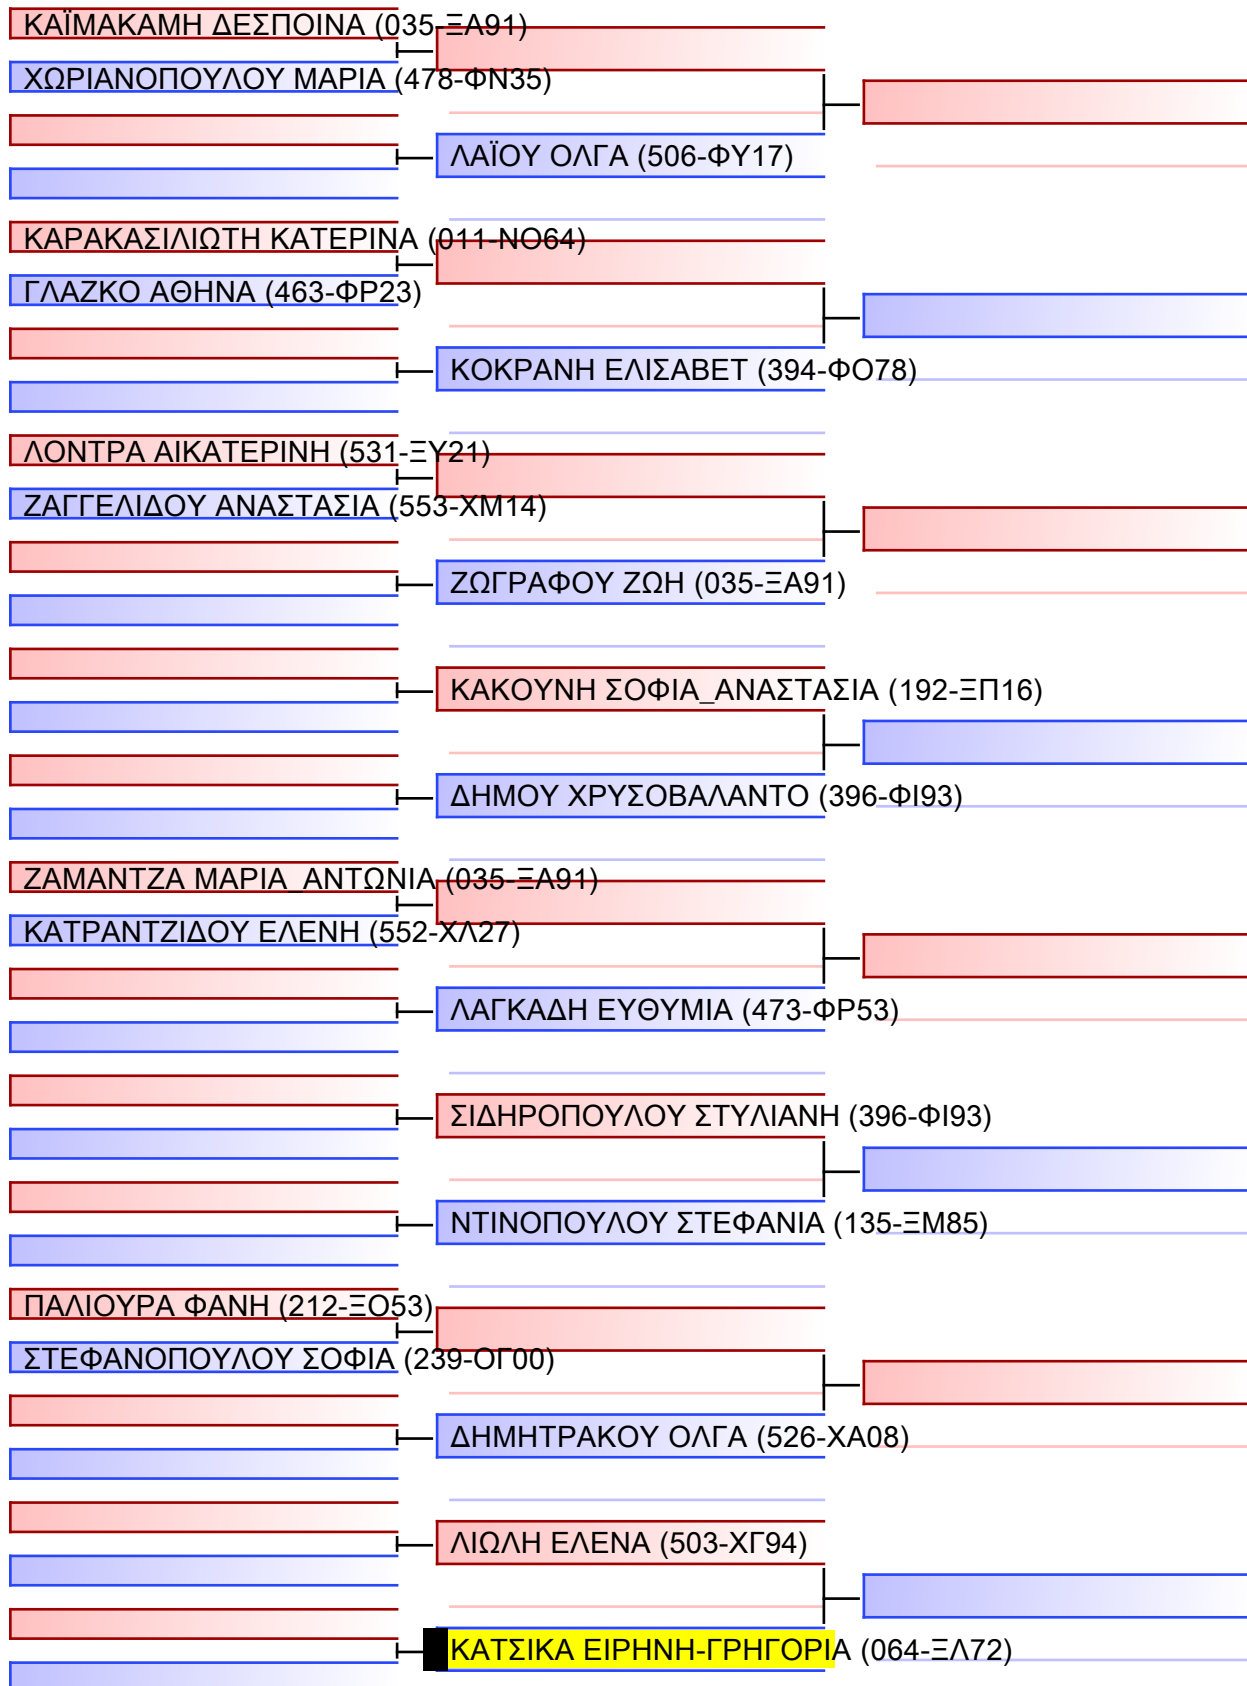 ΚΑΪΜΑΚΑΜΗ ΔΕΣΠΟΙΝΑ (035-ΞΑ91)
ΧΩΡΙΑΝΟΠΟΥΛΟΥ ΜΑΡΙΑ (478-ΦΝ35)
ΛΑΪΟΥ ΟΛΓΑ (506-ΦΥ17)
ΚΑΡΑΚΑΣΙΛΙΩΤΗ ΚΑΤΕΡΙΝΑ (011-ΝΟ64)
ΓΛΑΖΚΟ ΑΘΗΝΑ (463-ΦΡ23)
ΚΟΚΡΑΝΗ ΕΛΙΣΑΒΕΤ (394-ΦΟ78)
ΛΟΝΤΡΑ ΑΙΚΑΤΕΡΙΝΗ (531-ΞΥ21)
ΖΑΓΓΕΛΙΔΟΥ ΑΝΑΣΤΑΣΙΑ (553-ΧΜ14)
ΖΩΓΡΑΦΟΥ ΖΩΗ (035-ΞΑ91)
ΚΑΚΟΥΝΗ ΣΟΦΙΑ_ΑΝΑΣΤΑΣΙΑ (192-ΞΠ16)
ΔΗΜΟΥ ΧΡΥΣΟΒΑΛΑΝΤΟ (396-ΦΙ93)
ΖΑΜΑΝΤΖΑ ΜΑΡΙΑ_ΑΝΤΩΝΙΑ (035-ΞΑ91)
ΚΑΤΡΑΝΤΖΙΔΟΥ ΕΛΕΝΗ (552-ΧΛ27)
ΛΑΓΚΑΔΗ ΕΥΘΥΜΙΑ (473-ΦΡ53)
ΣΙΔΗΡΟΠΟΥΛΟΥ ΣΤΥΛΙΑΝΗ (396-ΦΙ93)
ΝΤΙΝΟΠΟΥΛΟΥ ΣΤΕΦΑΝΙΑ (135-ΞΜ85)
ΠΑΛΙΟΥΡΑ ΦΑΝΗ (212-ΞΟ53)
ΣΤΕΦΑΝΟΠΟΥΛΟΥ ΣΟΦΙΑ (239-ΟΓ00)
ΔΗΜΗΤΡΑΚΟΥ ΟΛΓΑ (526-ΧΑ08)
ΛΙΩΛΗ ΕΛΕΝΑ (503-ΧΓ94)
ΚΑΤΣΙΚΑ ΕΙΡΗΝΗ-ΓΡΗΓΟΡΙΑ (064-ΞΛ72)